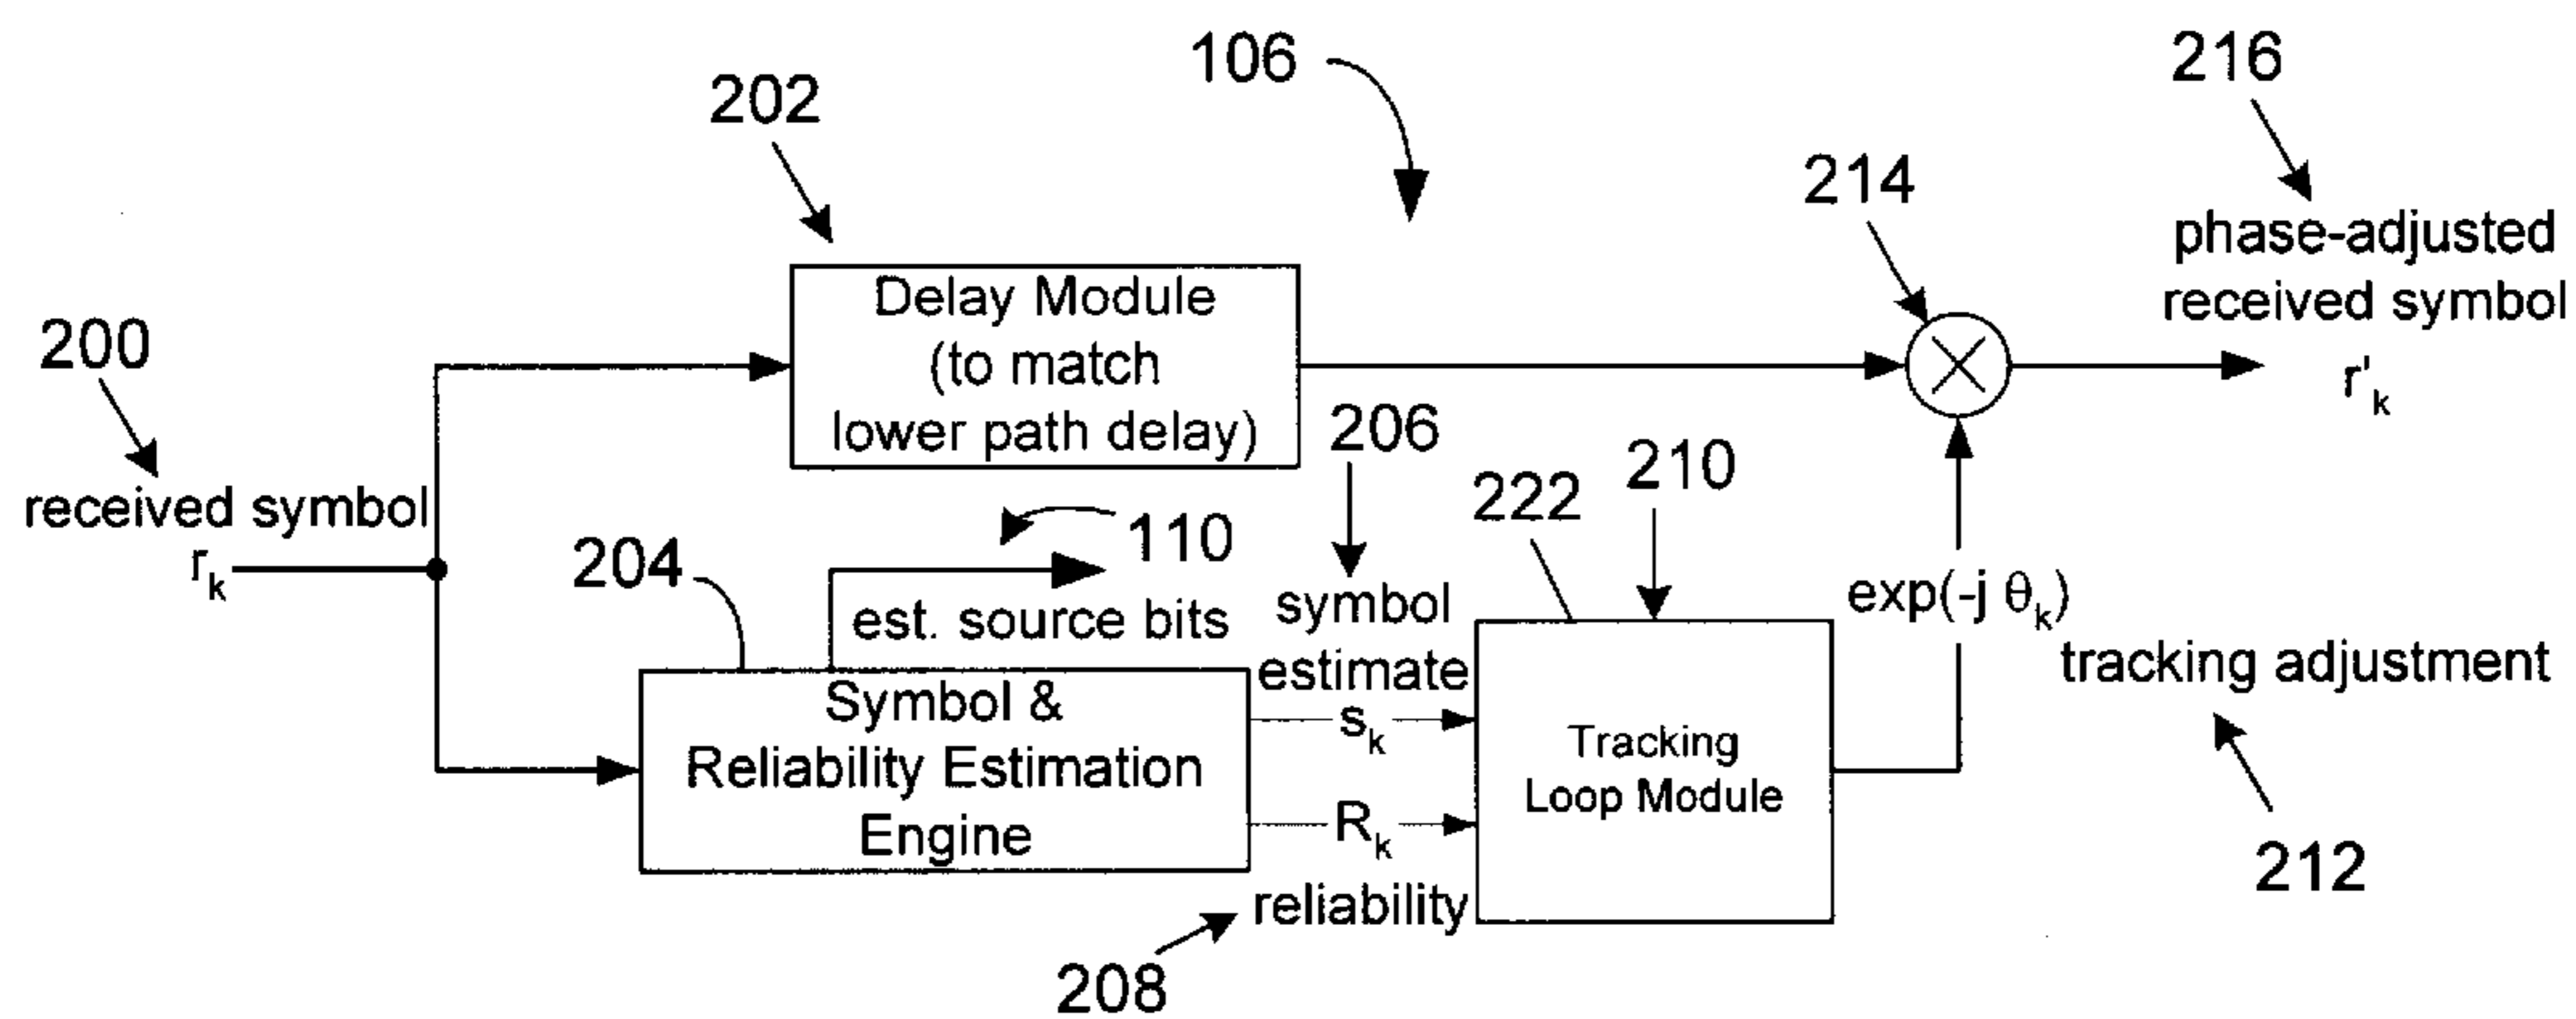 106
216
202
214
phase-adjusted
received symbol
r'k
200
Delay Module
(to match
lower path delay)
206
210
222
received symbol
rk
110
204
est. source bits
symbol
estimate
sk
exp(-j θk)
tracking adjustment
Symbol &
Reliability Estimation
Engine
Tracking
Loop Module
Rk
reliability
212
208